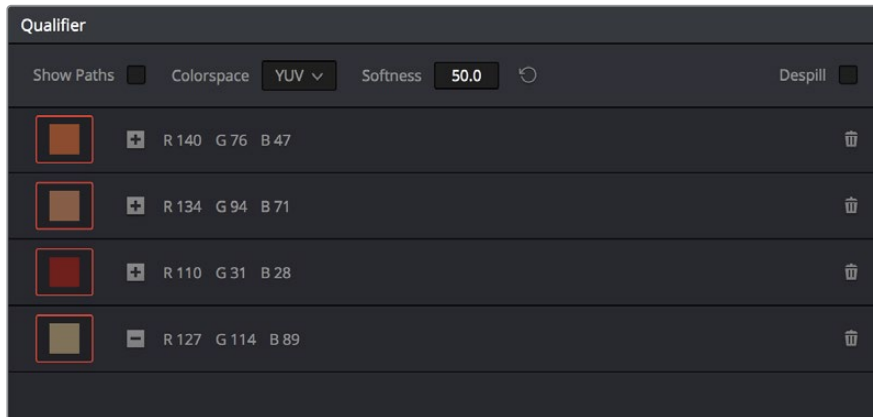 Qualifier
Show Paths Colorspace YUV Softness 50.0 Despill
R 140 G 76 B 47
R 134 G 94 B 71
R 110 G 31 B 28
R 127 G 114 B 89